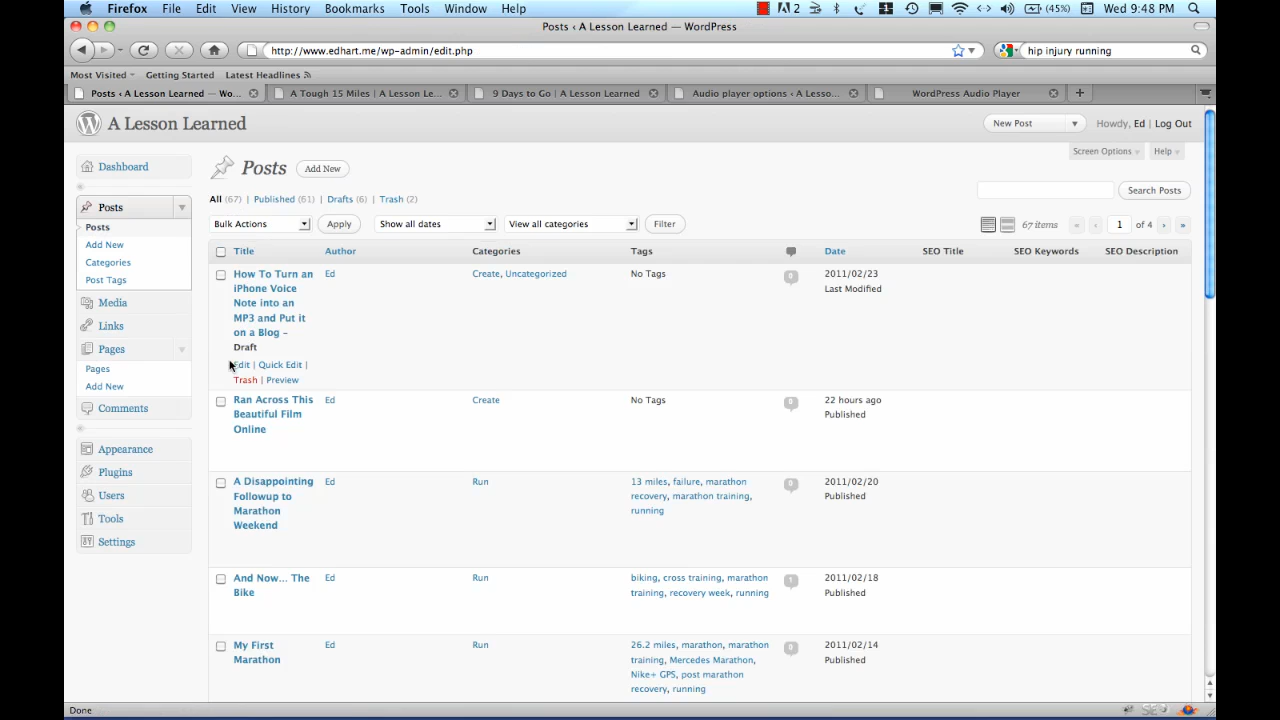 Firefox File Edit View History Bookmarks Tools Window Help 2 1 (45%) Wed 9:48 PM
Posts ‹ A Lesson Learned — WordPress
http://www.edhart.me/wp-admin/edit.php hip injury running
Most Visited Getting Started Latest Headlines
Posts ‹ A Lesson Learned — Wo... A Tough 15 Miles | A Lesson Le... 9 Days to Go | A Lesson Learned Audio player options ‹ A Lesso... WordPress Audio Player
A Lesson Learned New Post Howdy, Ed | Log Out
Screen Options Help
Dashboard
Posts
Posts
Add New
Categories
Post Tags
Media
Links
Pages
Pages
Add New
Comments
Appearance
Plugins
Users
Tools
Settings
Posts Add New
All (67) | Published (61) | Drafts (6) | Trash (2) Search Posts
Bulk Actions Apply Show all dates View all categories Filter 67 items « ‹ 1 of 4 › »
Title Author Categories Tags Date SEO Title SEO Keywords SEO Description
How To Turn an Ed Create, Uncategorized No Tags 0 2011/02/23
iPhone Voice Last Modified
Note into an
MP3 and Put it
on a Blog –
Draft
Edit | Quick Edit |
Trash | Preview
Ran Across This Ed Create No Tags 0 22 hours ago
Beautiful Film Published
Online
A Disappointing Ed Run 13 miles, failure, marathon 0 2011/02/20
Followup to recovery, marathon training, Published
Marathon running
Weekend
And Now... The Ed Run biking, cross training, marathon 1 2011/02/18
Bike training, recovery week, running Published
My First Ed Run 26.2 miles, marathon, marathon 0 2011/02/14
Marathon training, Mercedes Marathon, Published
Nike+ GPS, post marathon
recovery, running
Done